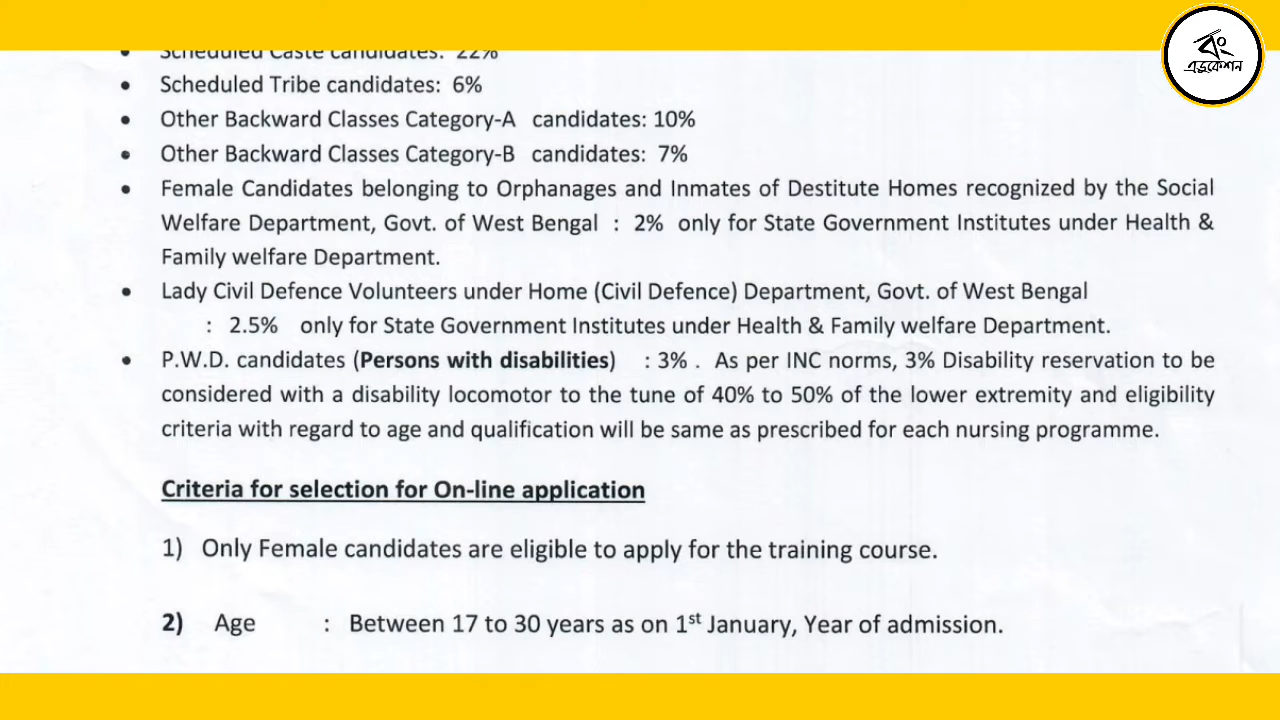 Scheduled Caste candidates: 22%
• Scheduled Tribe candidates: 6%
• Other Backward Classes Category-A candidates: 10%
• Other Backward Classes Category-B candidates: 7%
• Female Candidates belonging to Orphanages and Inmates of Destitute Homes recognized by the Social
Welfare Department, Govt. of West Bengal : 2% only for State Government Institutes under Health &
Family welfare Department.
• Lady Civil Defence Volunteers under Home (Civil Defence) Department, Govt. of West Bengal
: 2.5% only for State Government Institutes under Health & Family welfare Department.
• P.W.D. candidates (Persons with disabilities) : 3% . As per INC norms, 3% Disability reservation to be
considered with a disability locomotor to the tune of 40% to 50% of the lower extremity and eligibility
criteria with regard to age and qualification will be same as prescribed for each nursing programme.
Criteria for selection for On-line application
1) Only Female candidates are eligible to apply for the training course.
2) Age : Between 17 to 30 years as on 1st January, Year of admission.
বং
এডুকেশন